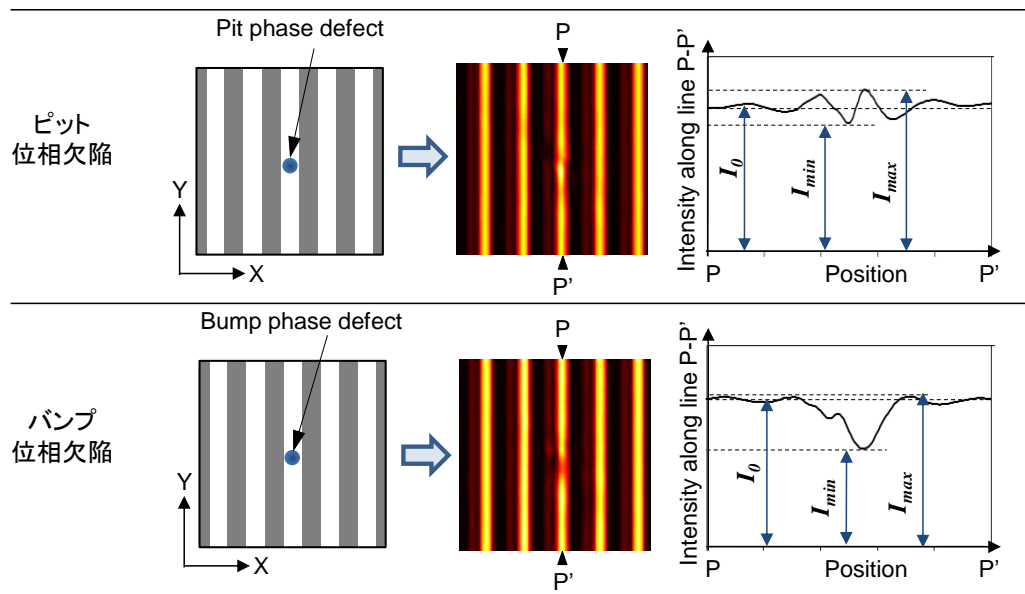 Pit phase defect
ピット
位相欠陥
Y
X
P
P'
Intensity along line P-P'
I0
Imin
Imax
P
Position
P'
Bump phase defect
バンプ
位相欠陥
Y
X
P
P'
Intensity along line P-P'
I0
Imin
Imax
P
Position
P'